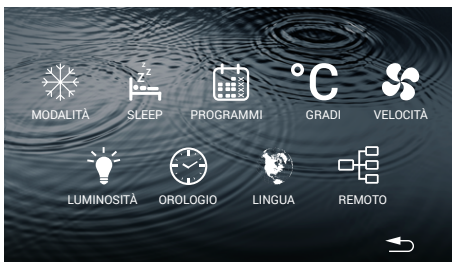 z z z
°C
MODALITÀ SLEEP PROGRAMMI GRADI VELOCITÀ
LUMINOSITÀ OROLOGIO LINGUA REMOTO